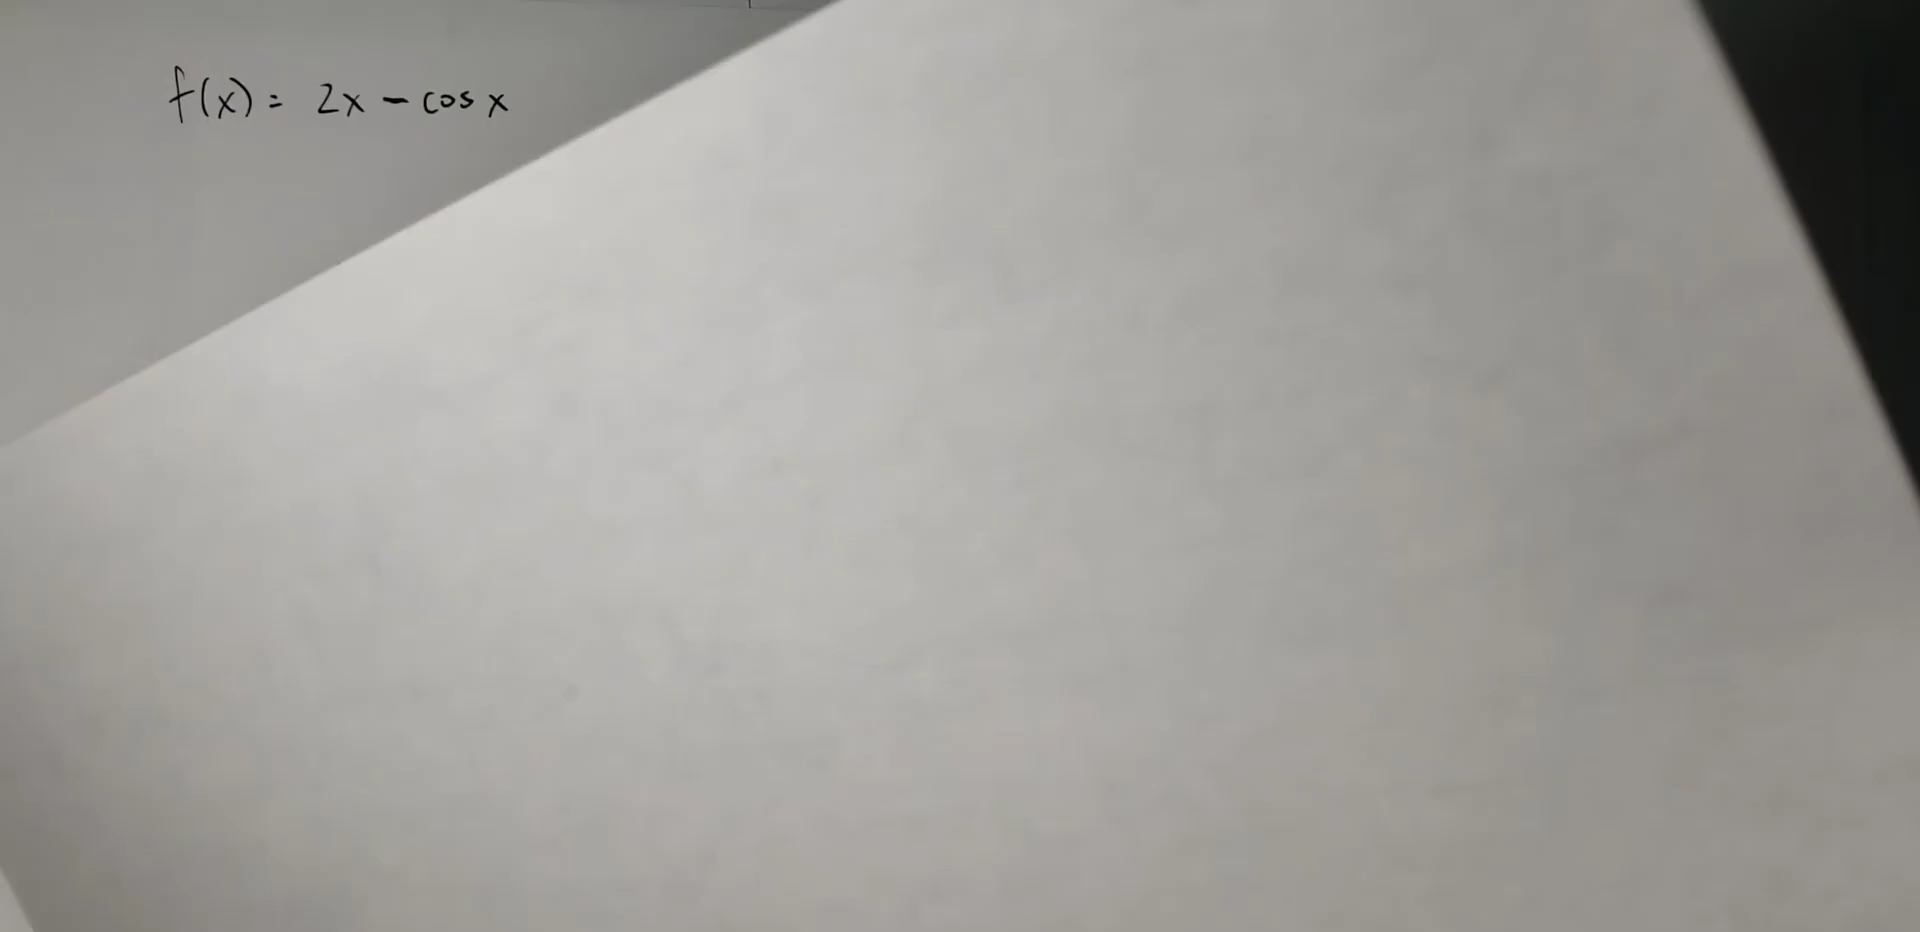 f(x) = 2x - cos x